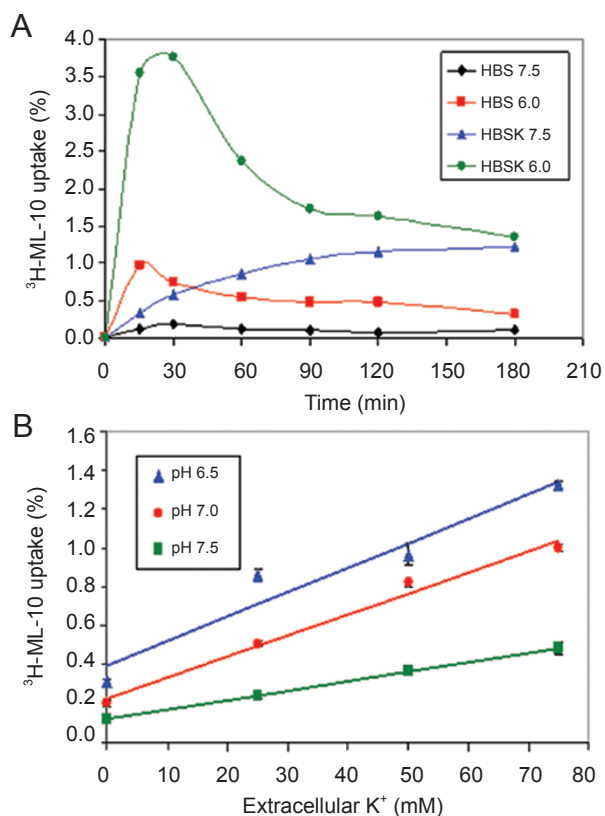 A
4.0
3.5
3.0
2.5
2.0
1.5
1.0
0.5
0.0
³H-ML-10 uptake (%)
HBS 7.5
HBS 6.0
HBSK 7.5
HBSK 6.0
0 30 60 90 120 150 180 210
Time (min)
B
1.6
1.4
1.2
1.0
0.8
0.6
0.4
0.2
0.0
³H-ML-10 uptake (%)
pH 6.5
pH 7.0
pH 7.5
0 10 20 30 40 50 60 70 80
Extracellular K⁺ (mM)